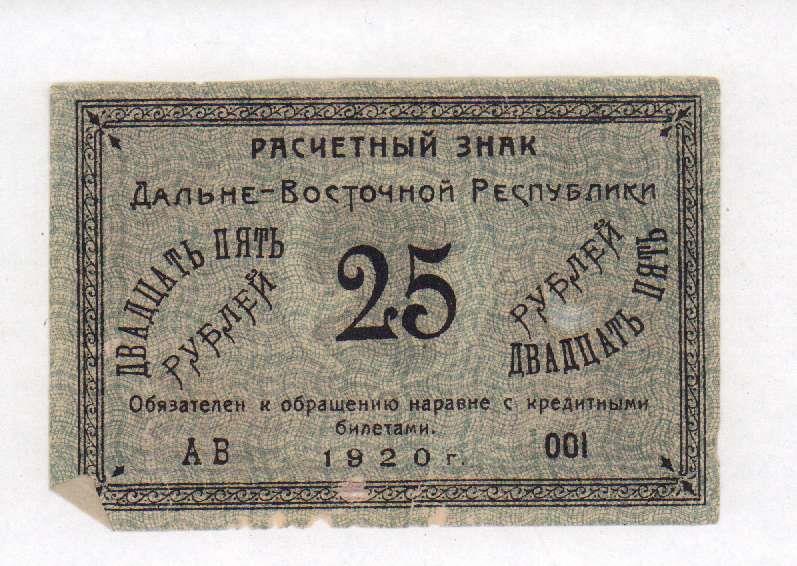 РАСЧЕТНЫЙ ЗНАК
ДАЛЬНЕ-ВОСТОЧНОЙ РЕСПУБЛИКИ
ДВАДЦАТЬ ПЯТЬ
РУБЛЕЙ
25
РУБЛЕЙ
ДВАДЦАТЬ ПЯТЬ
Обязателен к обращению наравне с кредитными
билетами.
АВ 1920 г. 001